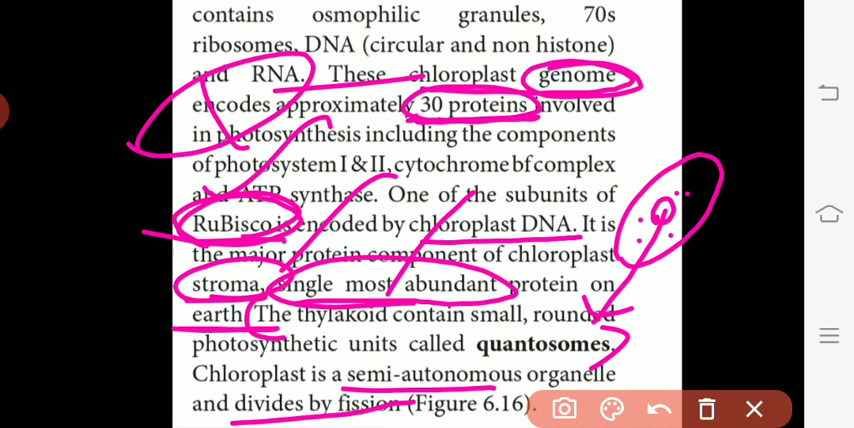 contains osmophilic granules, 70s
ribosomes, DNA (circular and non histone)
and RNA. These chloroplast genome
encodes approximately 30 proteins involved
in photosynthesis including the components
of photosystem I & II, cytochrome bf complex
and ATP synthase. One of the subunits of
RuBisco is encoded by chloroplast DNA. It is
the major protein component of chloroplast
stroma, single most abundant protein on
earth. The thylakoid contain small, rounded
photosynthetic units called quantosomes.
Chloroplast is a semi-autonomous organelle
and divides by fission (Figure 6.16).